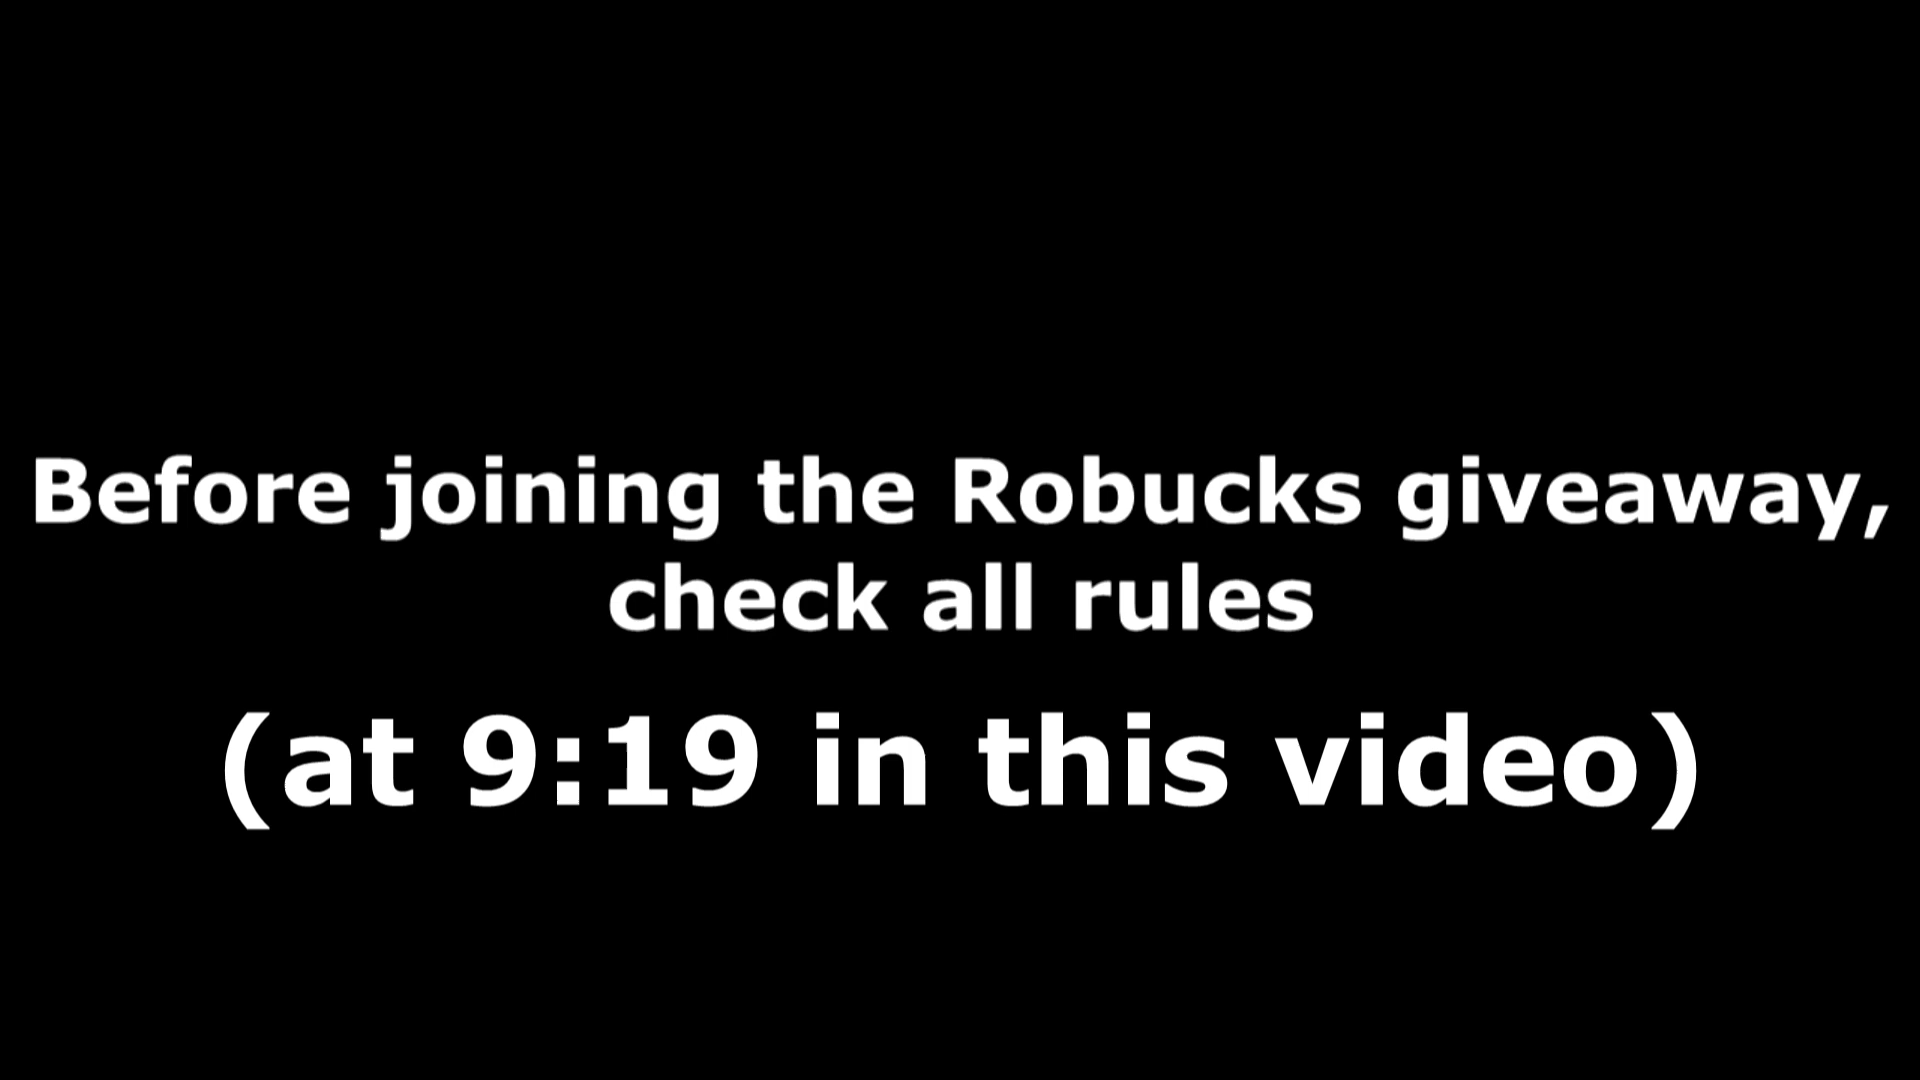 Before joining the Robucks giveaway,
check all rules
(at 9:19 in this video)